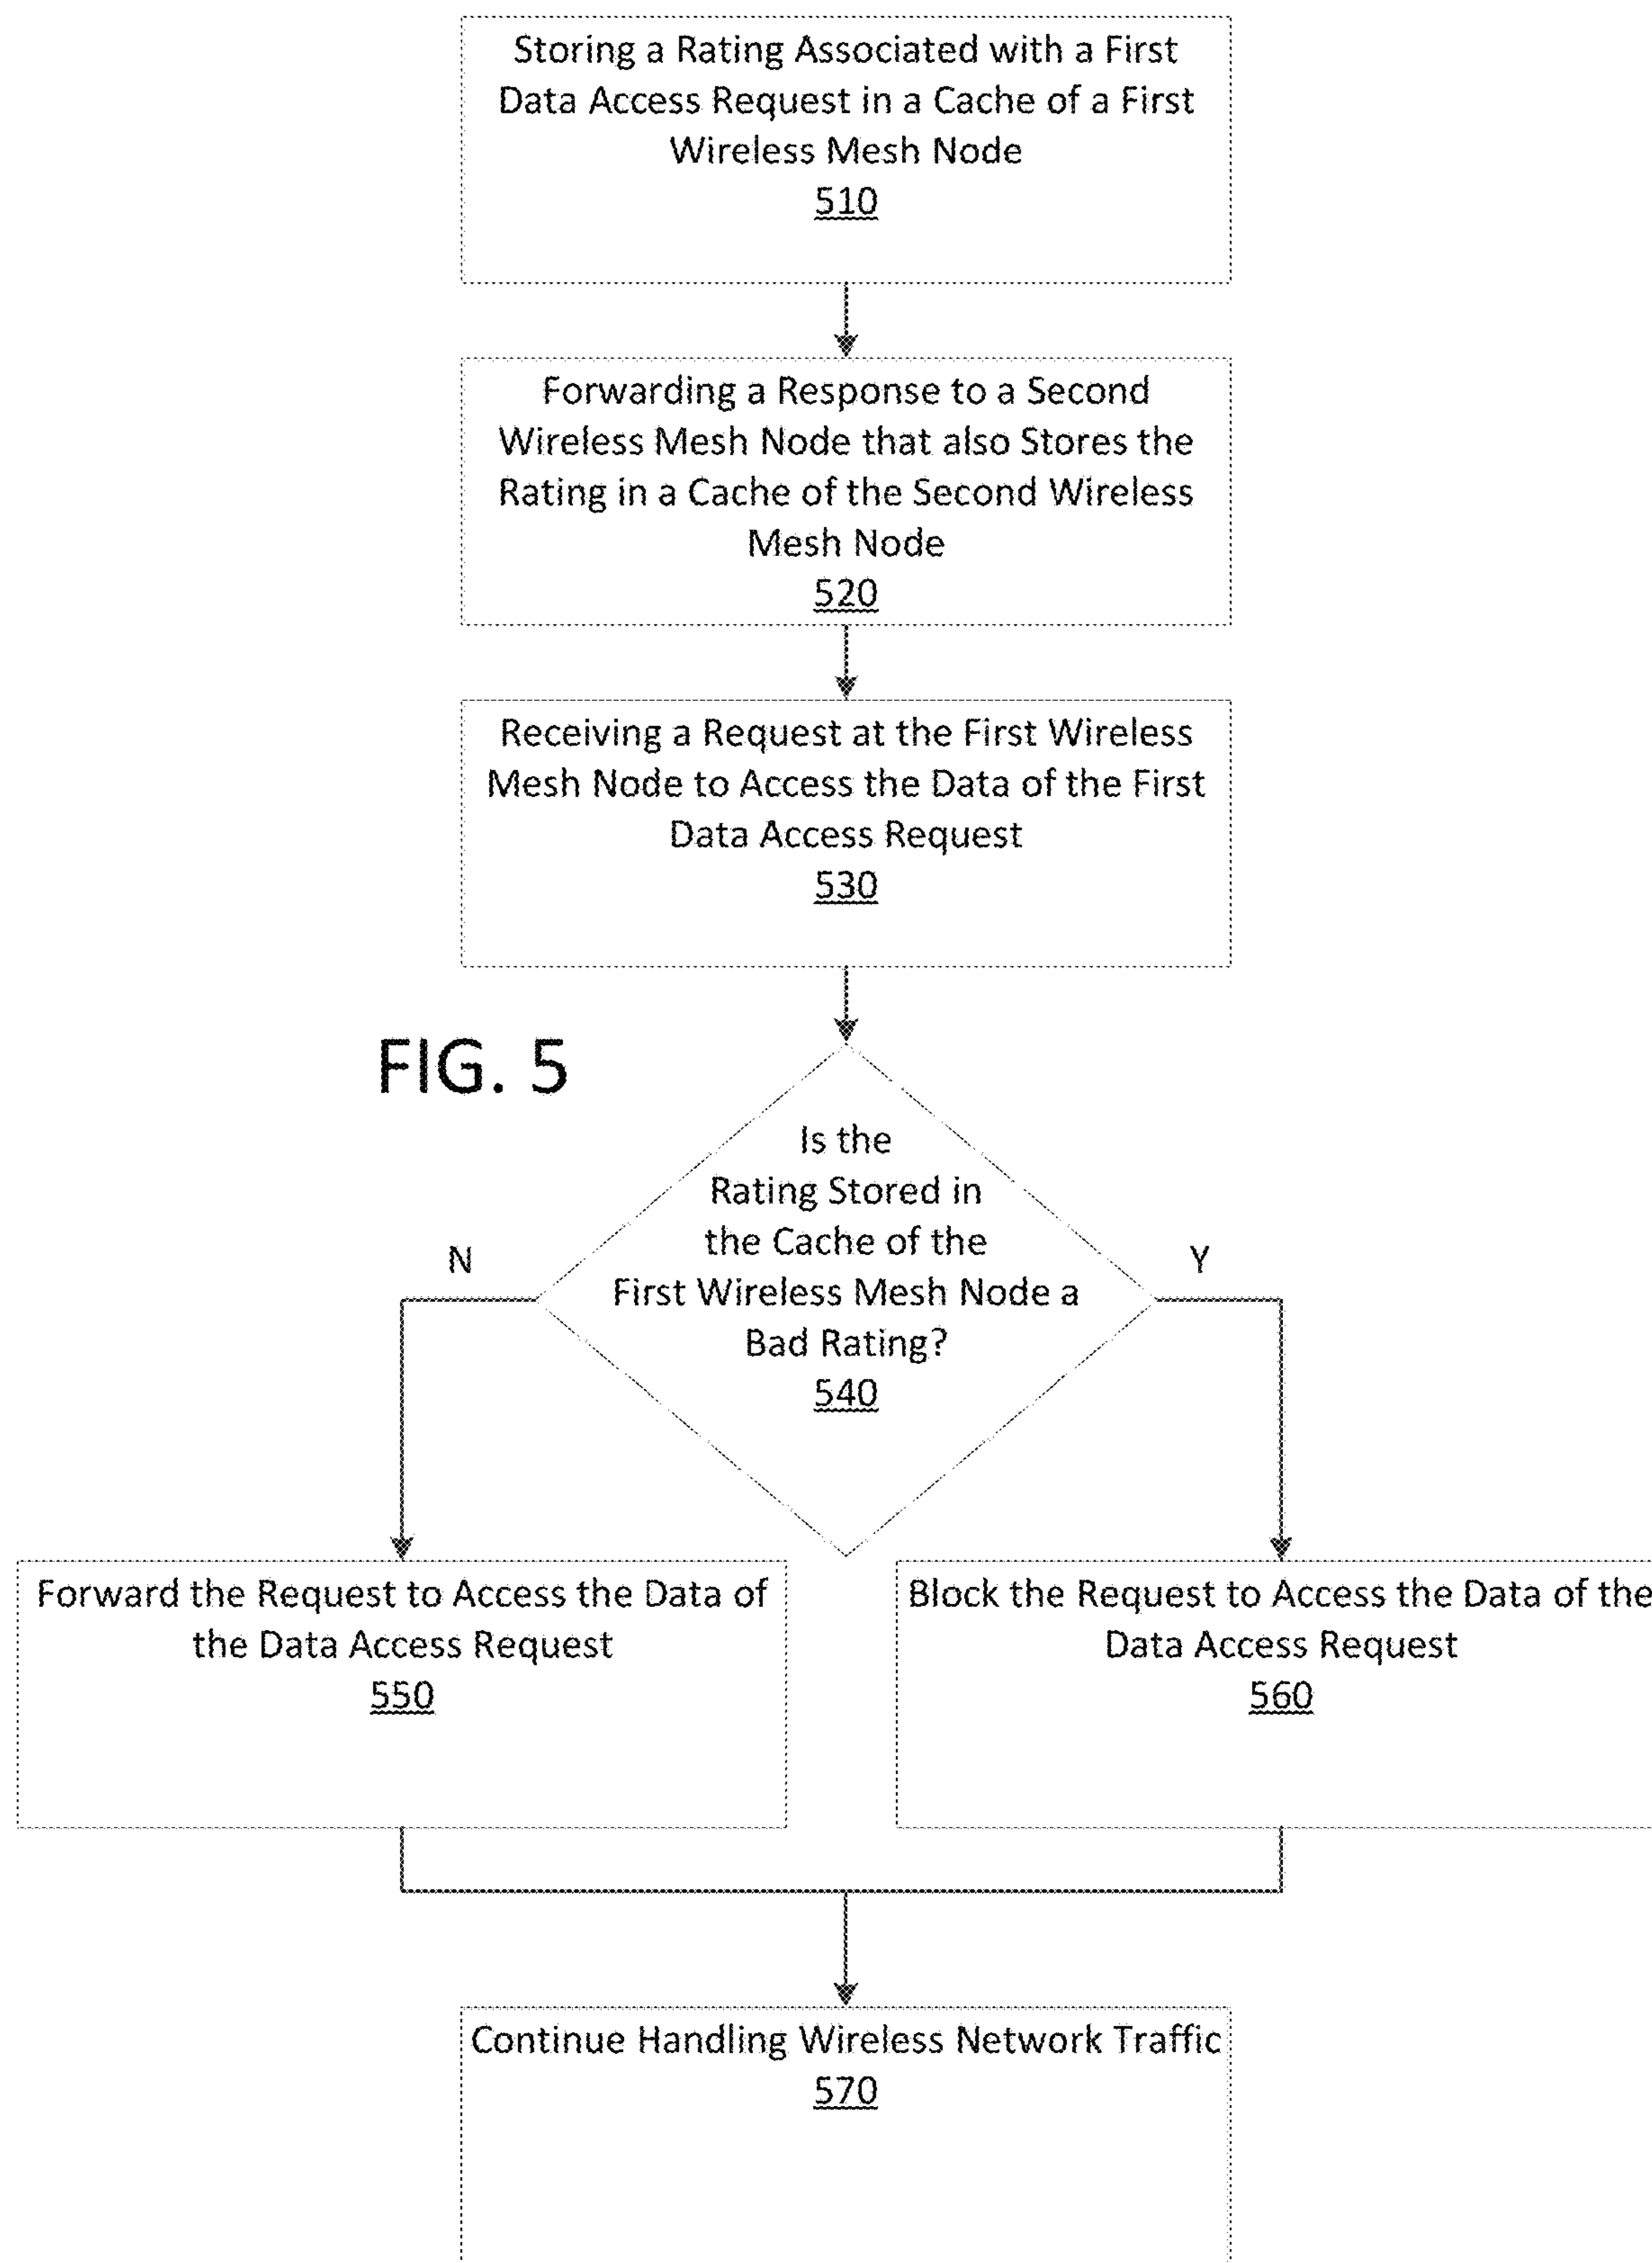 Storing a Rating Associated with a First
Data Access Request in a Cache of a First
Wireless Mesh Node
510
Forwarding a Response to a Second
Wireless Mesh Node that also Stores the
Rating in a Cache of the Second Wireless
Mesh Node
520
Receiving a Request at the First Wireless
Mesh Node to Access the Data of the First
Data Access Request
530
FIG. 5
Is the
Rating Stored in
the Cache of the
First Wireless Mesh Node a
Bad Rating?
540
N
Y
Forward the Request to Access the Data of
the Data Access Request
550
Block the Request to Access the Data of the
Data Access Request
560
Continue Handling Wireless Network Traffic
570